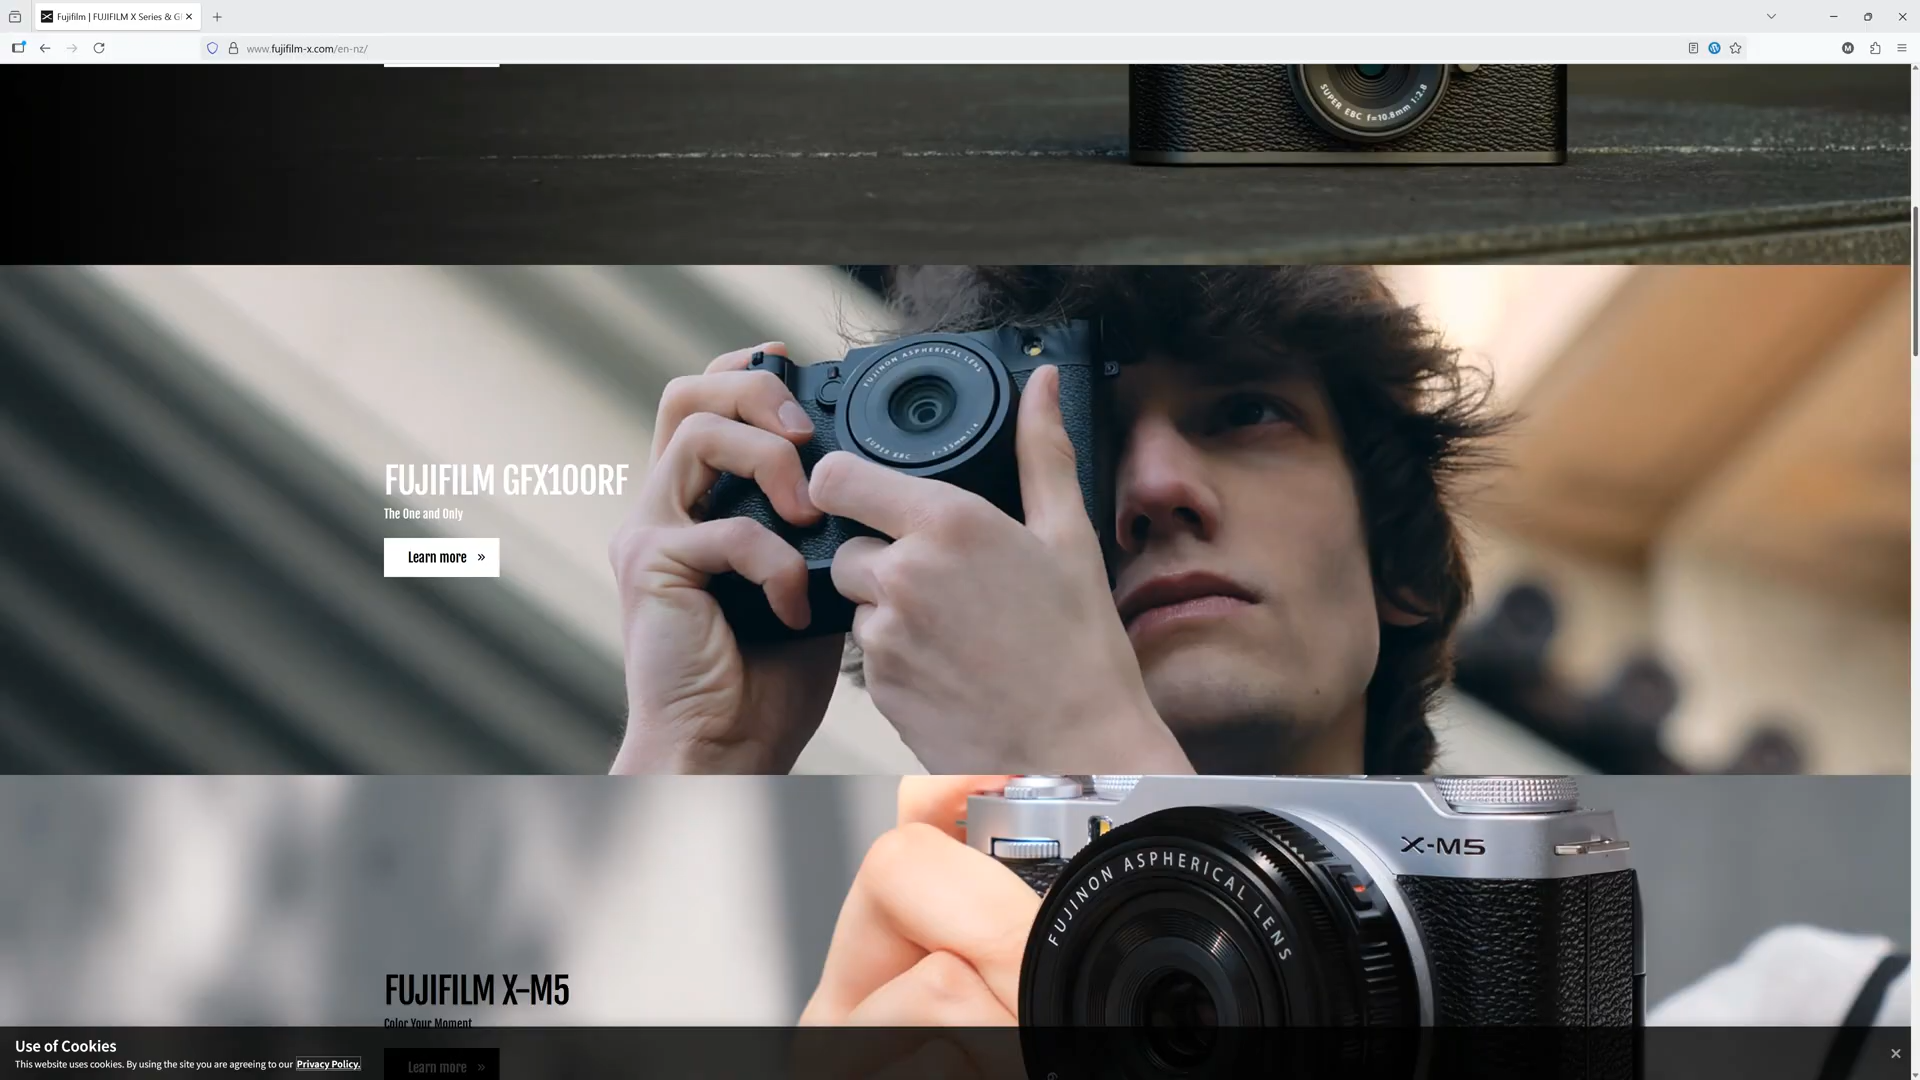 Fujifilm | FUJIFILM X Series & G
www.fujifilm-x.com/en-nz/
M
SUPER EBC f=10.8mm 1:2.8
FUJINON ASPHERICAL LENS
SUPER EBC f=35mm 1:4
FUJIFILM GFX100RF
The One and Only
Learn more »
X-M5
FUJINON ASPHERICAL LENS
FUJIFILM X-M5
Color Your Moment
Learn more »
Use of Cookies
This website uses cookies. By using the site you are agreeing to our Privacy Policy.